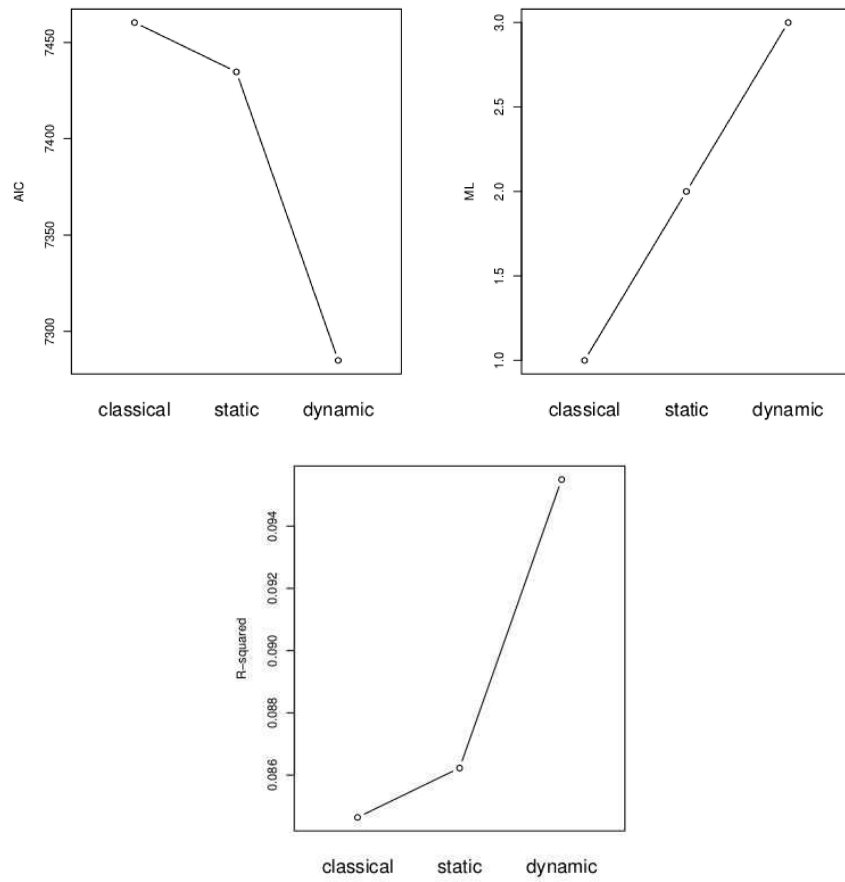 AIC
7450
7400
7350
7300
classical static dynamic
ML
3.0
2.5
2.0
1.5
1.0
classical static dynamic
R-squared
0.094
0.092
0.090
0.088
0.086
classical static dynamic